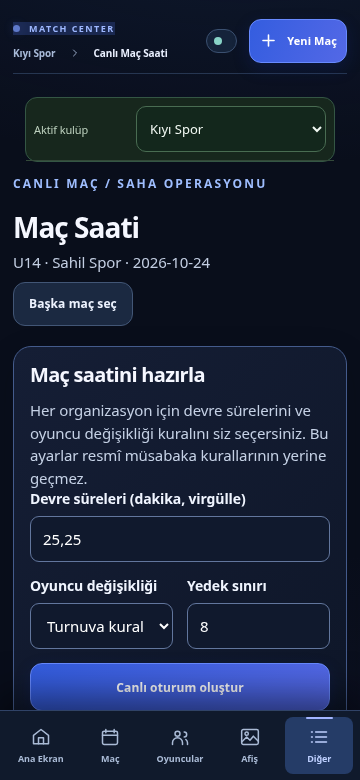 MATCH CENTER
Kıyı Spor > Canlı Maç Saati
Yeni Maç
Aktif kulüp
Kıyı Spor
CANLI MAÇ / SAHA OPERASYONU
Maç Saati
U14 · Sahil Spor · 2026-10-24
Başka maç seç
Maç saatini hazırla
Her organizasyon için devre sürelerini ve
oyuncu değişikliği kuralını siz seçersiniz. Bu
ayarlar resmî müsabaka kurallarının yerine
geçmez.
Devre süreleri (dakika, virgülle)
25,25
Oyuncu değişikliği Yedek sınırı
Turnuva kural 8
Canlı oturum oluştur
Ana Ekran Maç Oyuncular Afiş Diğer